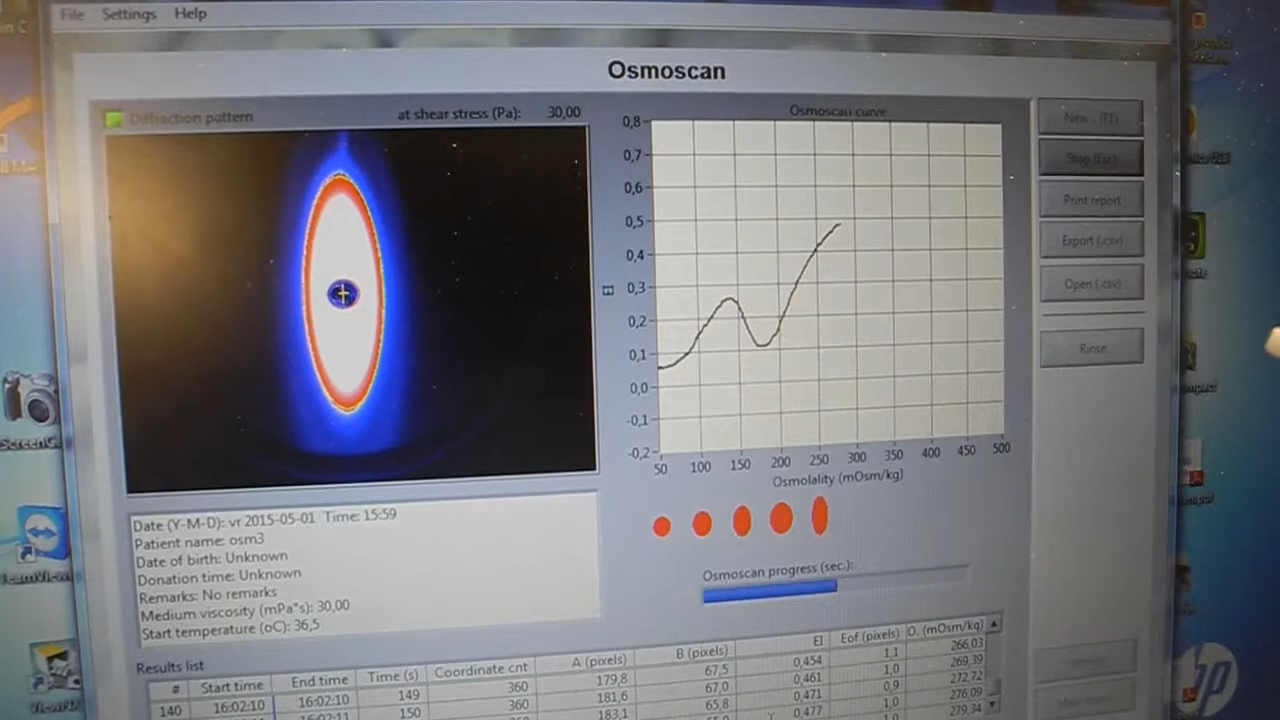 File Settings Help
Osmoscan
Diffraction pattern at shear stress (Pa): 30,00
Osmoscan curve
0,8
0,7
0,6
0,5
0,4
0,3
0,2
0,1
0,0
-0,1
-0,2
EI
50 100 150 200 250 300 350 400 450 500
Osmolality (mOsm/kg)
New... (F1)
Stop (Esc)
Print report
Export (.csv)
Open (.csv)
Rinse
Date (Y-M-D): vr 2015-05-01 Time: 15:59
Patient name: osm3
Date of birth: Unknown
Donation time: Unknown
Remarks: No remarks
Medium viscosity (mPa*s): 30,00
Start temperature (oC): 36,5
Osmoscan progress (sec.):
Results list
# Start time End time Time (s) Coordinate cnt A (pixels) B (pixels) EI Eof (pixels) O. (mOsm/kg)
140 16:02:10 16:02:10 149 360 179,8 67,5 0,454 1,1 266,03
150 360 181,6 67,0 0,461 1,0 269,39
183,1 65,8 0,471 0,9 272,72
0,477 1,0 276,09
279,34
hp